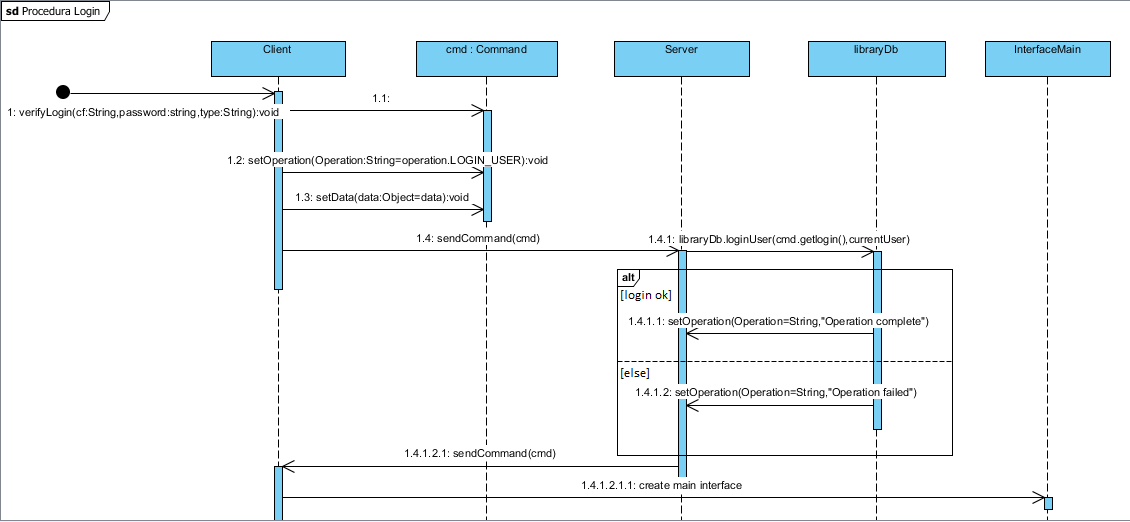 sd Procedura Login
Client
cmd : Command
Server
libraryDb
InterfaceMain
1: verifyLogin(cf:String,password:string,type:String):void
1.1:
1.2: setOperation(Operation:String=operation.LOGIN_USER):void
1.3: setData(data:Object=data):void
1.4: sendCommand(cmd)
1.4.1: libraryDb.loginUser(cmd.getlogin(),currentUser)
alt
[login ok]
1.4.1.1: setOperation(Operation=String,"Operation complete")
[else]
1.4.1.2: setOperation(Operation=String,"Operation failed")
1.4.1.2.1: sendCommand(cmd)
1.4.1.2.1.1: create main interface